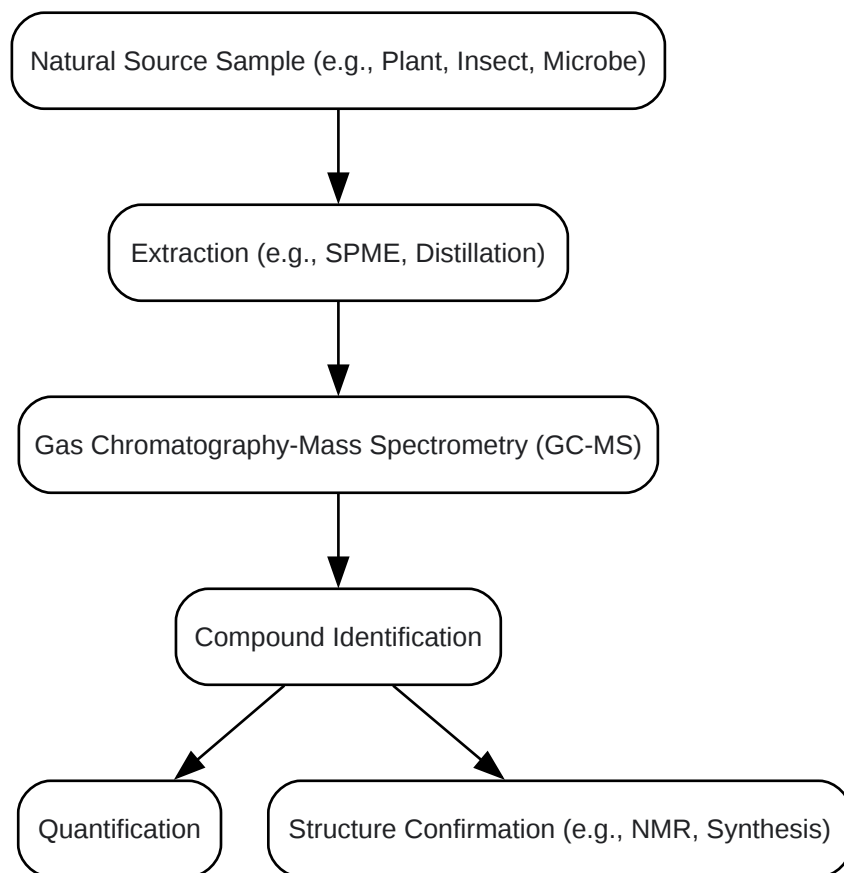 Natural Source Sample (e.g., Plant, Insect, Microbe)
Extraction (e.g., SPME, Distillation)
Gas Chromatography-Mass Spectrometry (GC-MS)
Compound Identification
Quantification
Structure Confirmation (e.g., NMR, Synthesis)